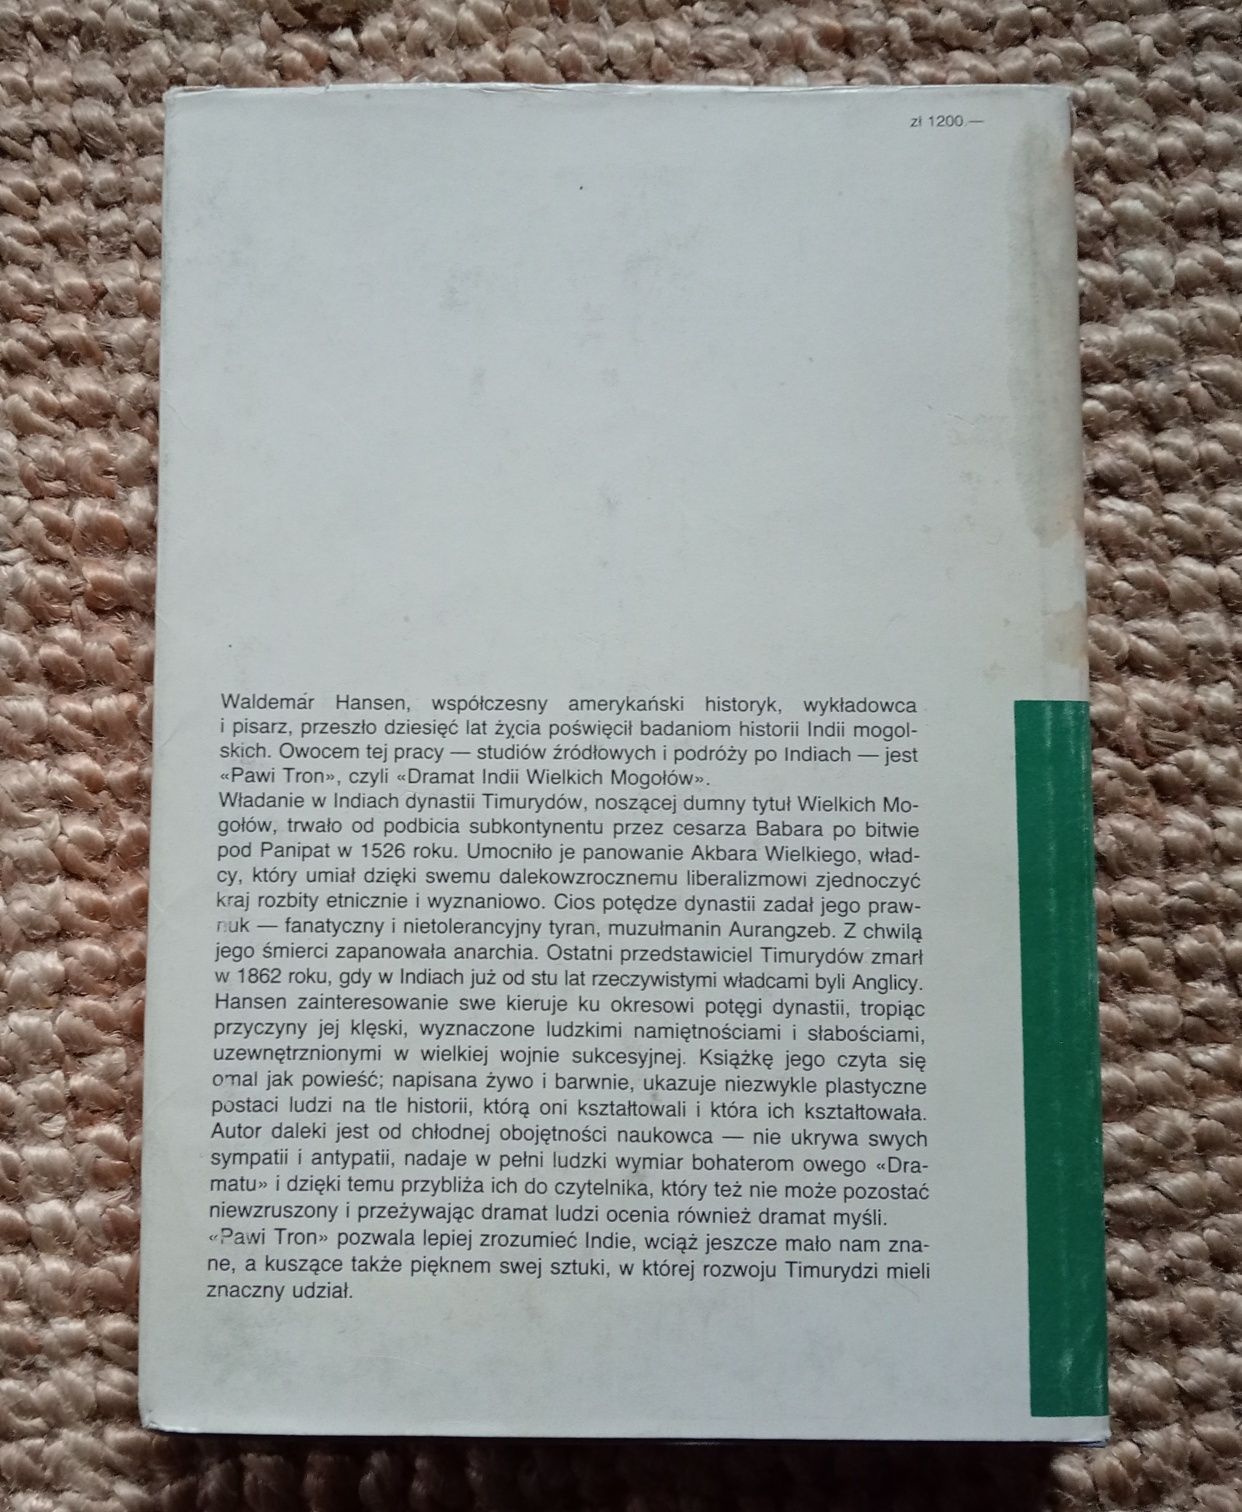 zł 1200.—
Waldemar Hansen, współczesny amerykański historyk, wykładowca
i pisarz, przeszło dziesięć lat życia poświęcił badaniom historii Indii mogol-
skich. Owocem tej pracy — studiów źródłowych i podróży po Indiach — jest
«Pawi Tron», czyli «Dramat Indii Wielkich Mogołów».
Władanie w Indiach dynastii Timurydów, noszącej dumny tytuł Wielkich Mo-
gołów, trwało od podbicia subkontynentu przez cesarza Babara po bitwie
pod Panipat w 1526 roku. Umocniło je panowanie Akbara Wielkiego, wład-
cy, który umiał dzięki swemu dalekowzrocznemu liberalizmowi zjednoczyć
kraj rozbity etnicznie i wyznaniowo. Cios potędze dynastii zadał jego praw-
nuk — fanatyczny i nietolerancyjny tyran, muzułmanin Aurangzeb. Z chwilą
jego śmierci zapanowała anarchia. Ostatni przedstawiciel Timurydów zmarł
w 1862 roku, gdy w Indiach już od stu lat rzeczywistymi władcami byli Anglicy.
Hansen zainteresowanie swe kieruje ku okresowi potęgi dynastii, tropiąc
przyczyny jej klęski, wyznaczone ludzkimi namiętnościami i słabościami,
uzewnętrznionymi w wielkiej wojnie sukcesyjnej. Książkę jego czyta się
omal jak powieść; napisana żywo i barwnie, ukazuje niezwykle plastyczne
postaci ludzi na tle historii, którą oni kształtowali i która ich kształtowała.
Autor daleki jest od chłodnej obojętności naukowca — nie ukrywa swych
sympatii i antypatii, nadaje w pełni ludzki wymiar bohaterom owego «Dra-
matu» i dzięki temu przybliża ich do czytelnika, który też nie może pozostać
niewzruszony i przeżywając dramat ludzi ocenia również dramat myśli.
«Pawi Tron» pozwala lepiej zrozumieć Indie, wciąż jeszcze mało nam zna-
ne, a kuszące także pięknem swej sztuki, w której rozwoju Timurydzi mieli
znaczny udział.